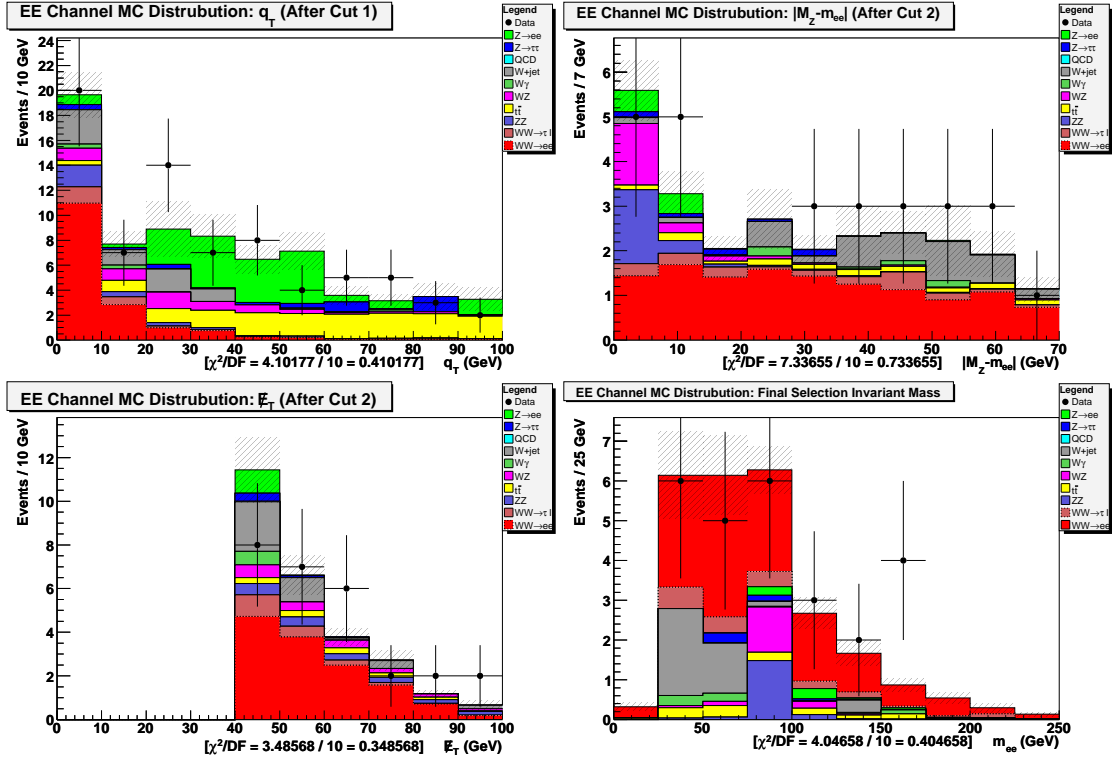 EE Channel MC Distrubution: q_T (After Cut 1)
Events / 10 GeV
24
22
20
18
16
14
12
10
8
6
4
2
0
0 10 20 30 40 50 60 70 80 90 100
[χ²/DF = 4.10177 / 10 = 0.410177] q_T (GeV)
Legend
Data
Z→ee
Z→ττ
QCD
W+jet
Wγ
WZ
tt̄
ZZ
WW→τ l
WW→ee
EE Channel MC Distrubution: |M_Z-m_ee| (After Cut 2)
Events / 7 GeV
6
5
4
3
2
1
0
0 10 20 30 40 50 60 70
[χ²/DF = 7.33655 / 10 = 0.733655] |M_Z-m_ee| (GeV)
Legend
Data
Z→ee
Z→ττ
QCD
W+jet
Wγ
WZ
tt̄
ZZ
WW→τ l
WW→ee
EE Channel MC Distrubution: E̸_T (After Cut 2)
Events / 10 GeV
12
10
8
6
4
2
0
0 10 20 30 40 50 60 70 80 90 100
[χ²/DF = 3.48568 / 10 = 0.348568] E̸_T (GeV)
Legend
Data
Z→ee
Z→ττ
QCD
W+jet
Wγ
WZ
tt̄
ZZ
WW→τ l
WW→ee
EE Channel MC Distrubution: Final Selection Invariant Mass
Events / 25 GeV
7
6
5
4
3
2
1
0
0 50 100 150 200 250
[χ²/DF = 4.04658 / 10 = 0.404658] m_ee (GeV)
Legend
Data
Z→ee
Z→ττ
QCD
W+jet
Wγ
WZ
tt̄
ZZ
WW→τ l
WW→ee